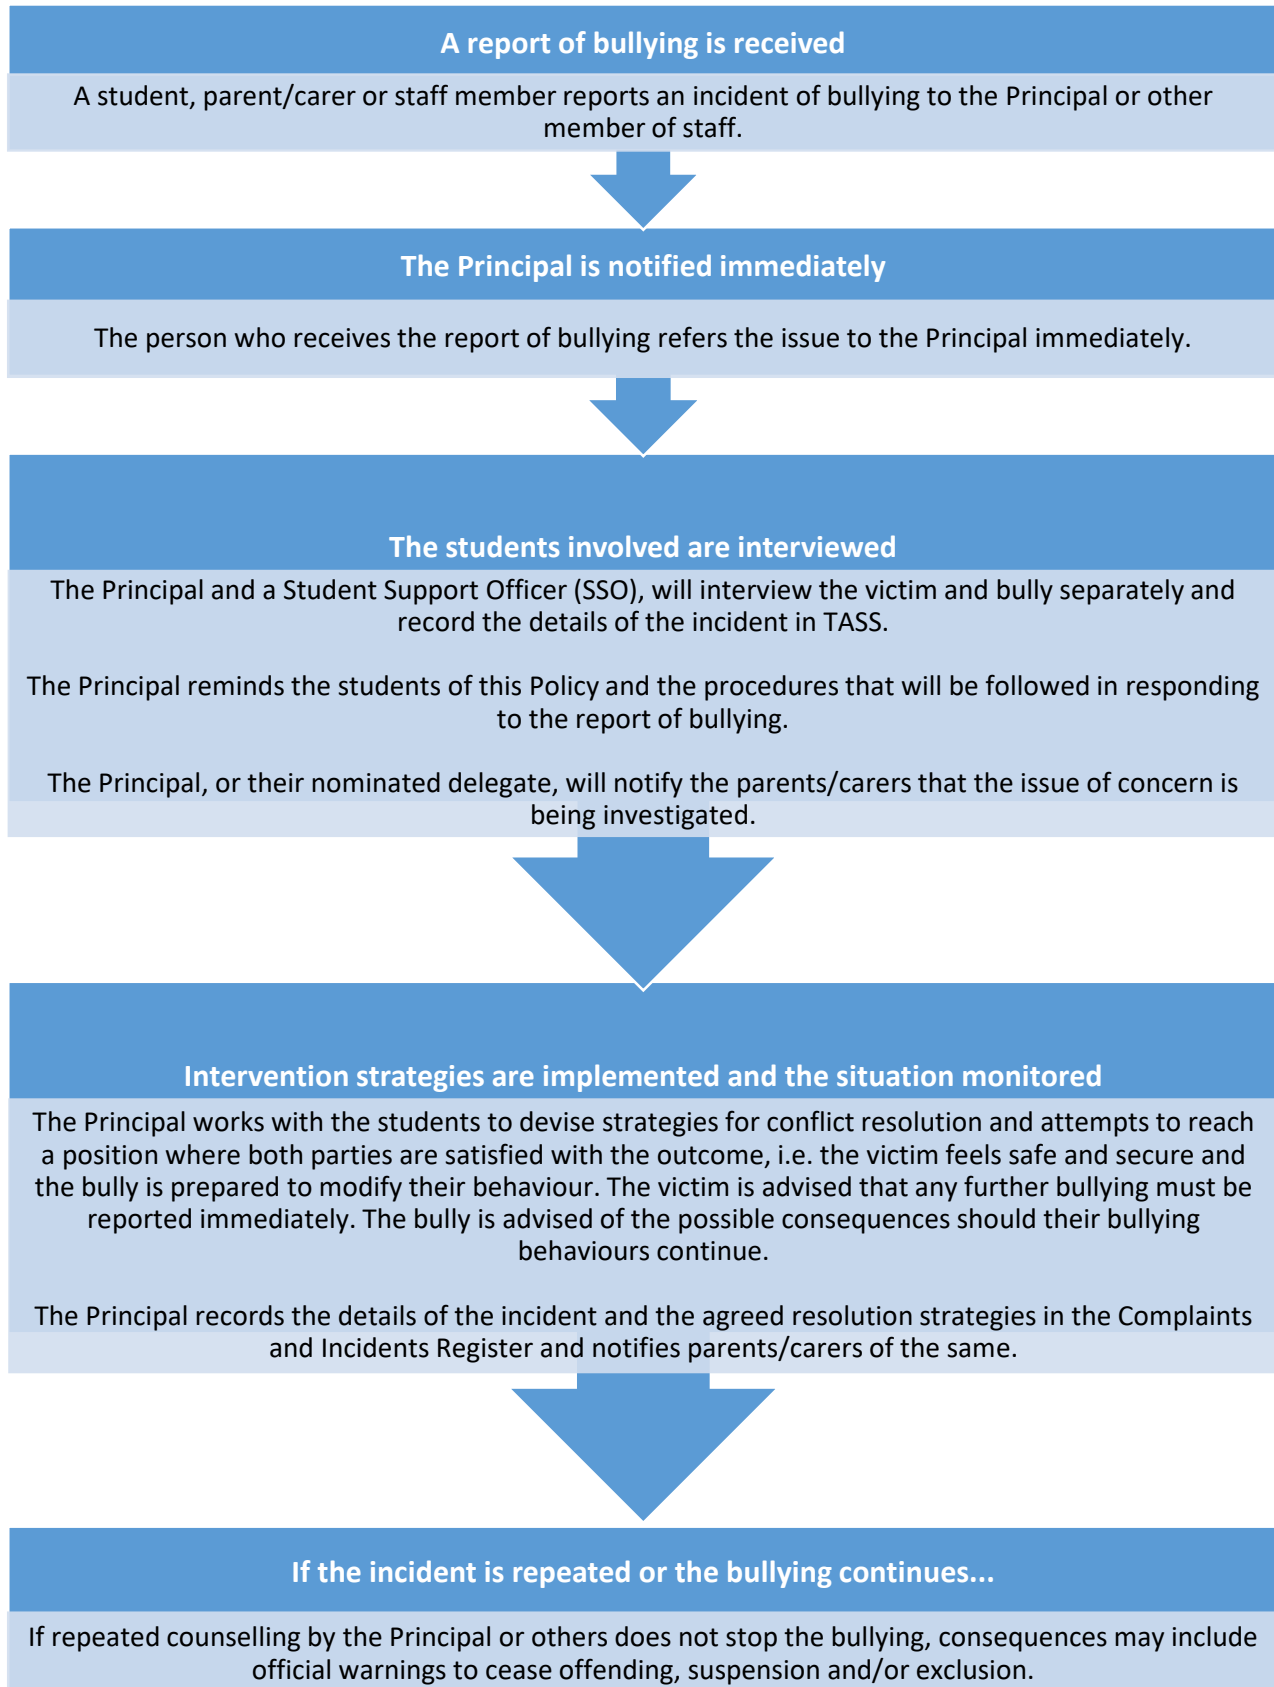 A report of bullying is received
A student, parent/carer or staff member reports an incident of bullying to the Principal or other
member of staff.
The Principal is notified immediately
The person who receives the report of bullying refers the issue to the Principal immediately.
The students involved are interviewed
The Principal and a Student Support Officer (SSO), will interview the victim and bully separately and
record the details of the incident in TASS.
The Principal reminds the students of this Policy and the procedures that will be followed in responding
to the report of bullying.
The Principal, or their nominated delegate, will notify the parents/carers that the issue of concern is
being investigated.
Intervention strategies are implemented and the situation monitored
The Principal works with the students to devise strategies for conflict resolution and attempts to reach
a position where both parties are satisfied with the outcome, i.e. the victim feels safe and secure and
the bully is prepared to modify their behaviour. The victim is advised that any further bullying must be
reported immediately. The bully is advised of the possible consequences should their bullying
behaviours continue.
The Principal records the details of the incident and the agreed resolution strategies in the Complaints
and Incidents Register and notifies parents/carers of the same.
If the incident is repeated or the bullying continues...
If repeated counselling by the Principal or others does not stop the bullying, consequences may include
official warnings to cease offending, suspension and/or exclusion.